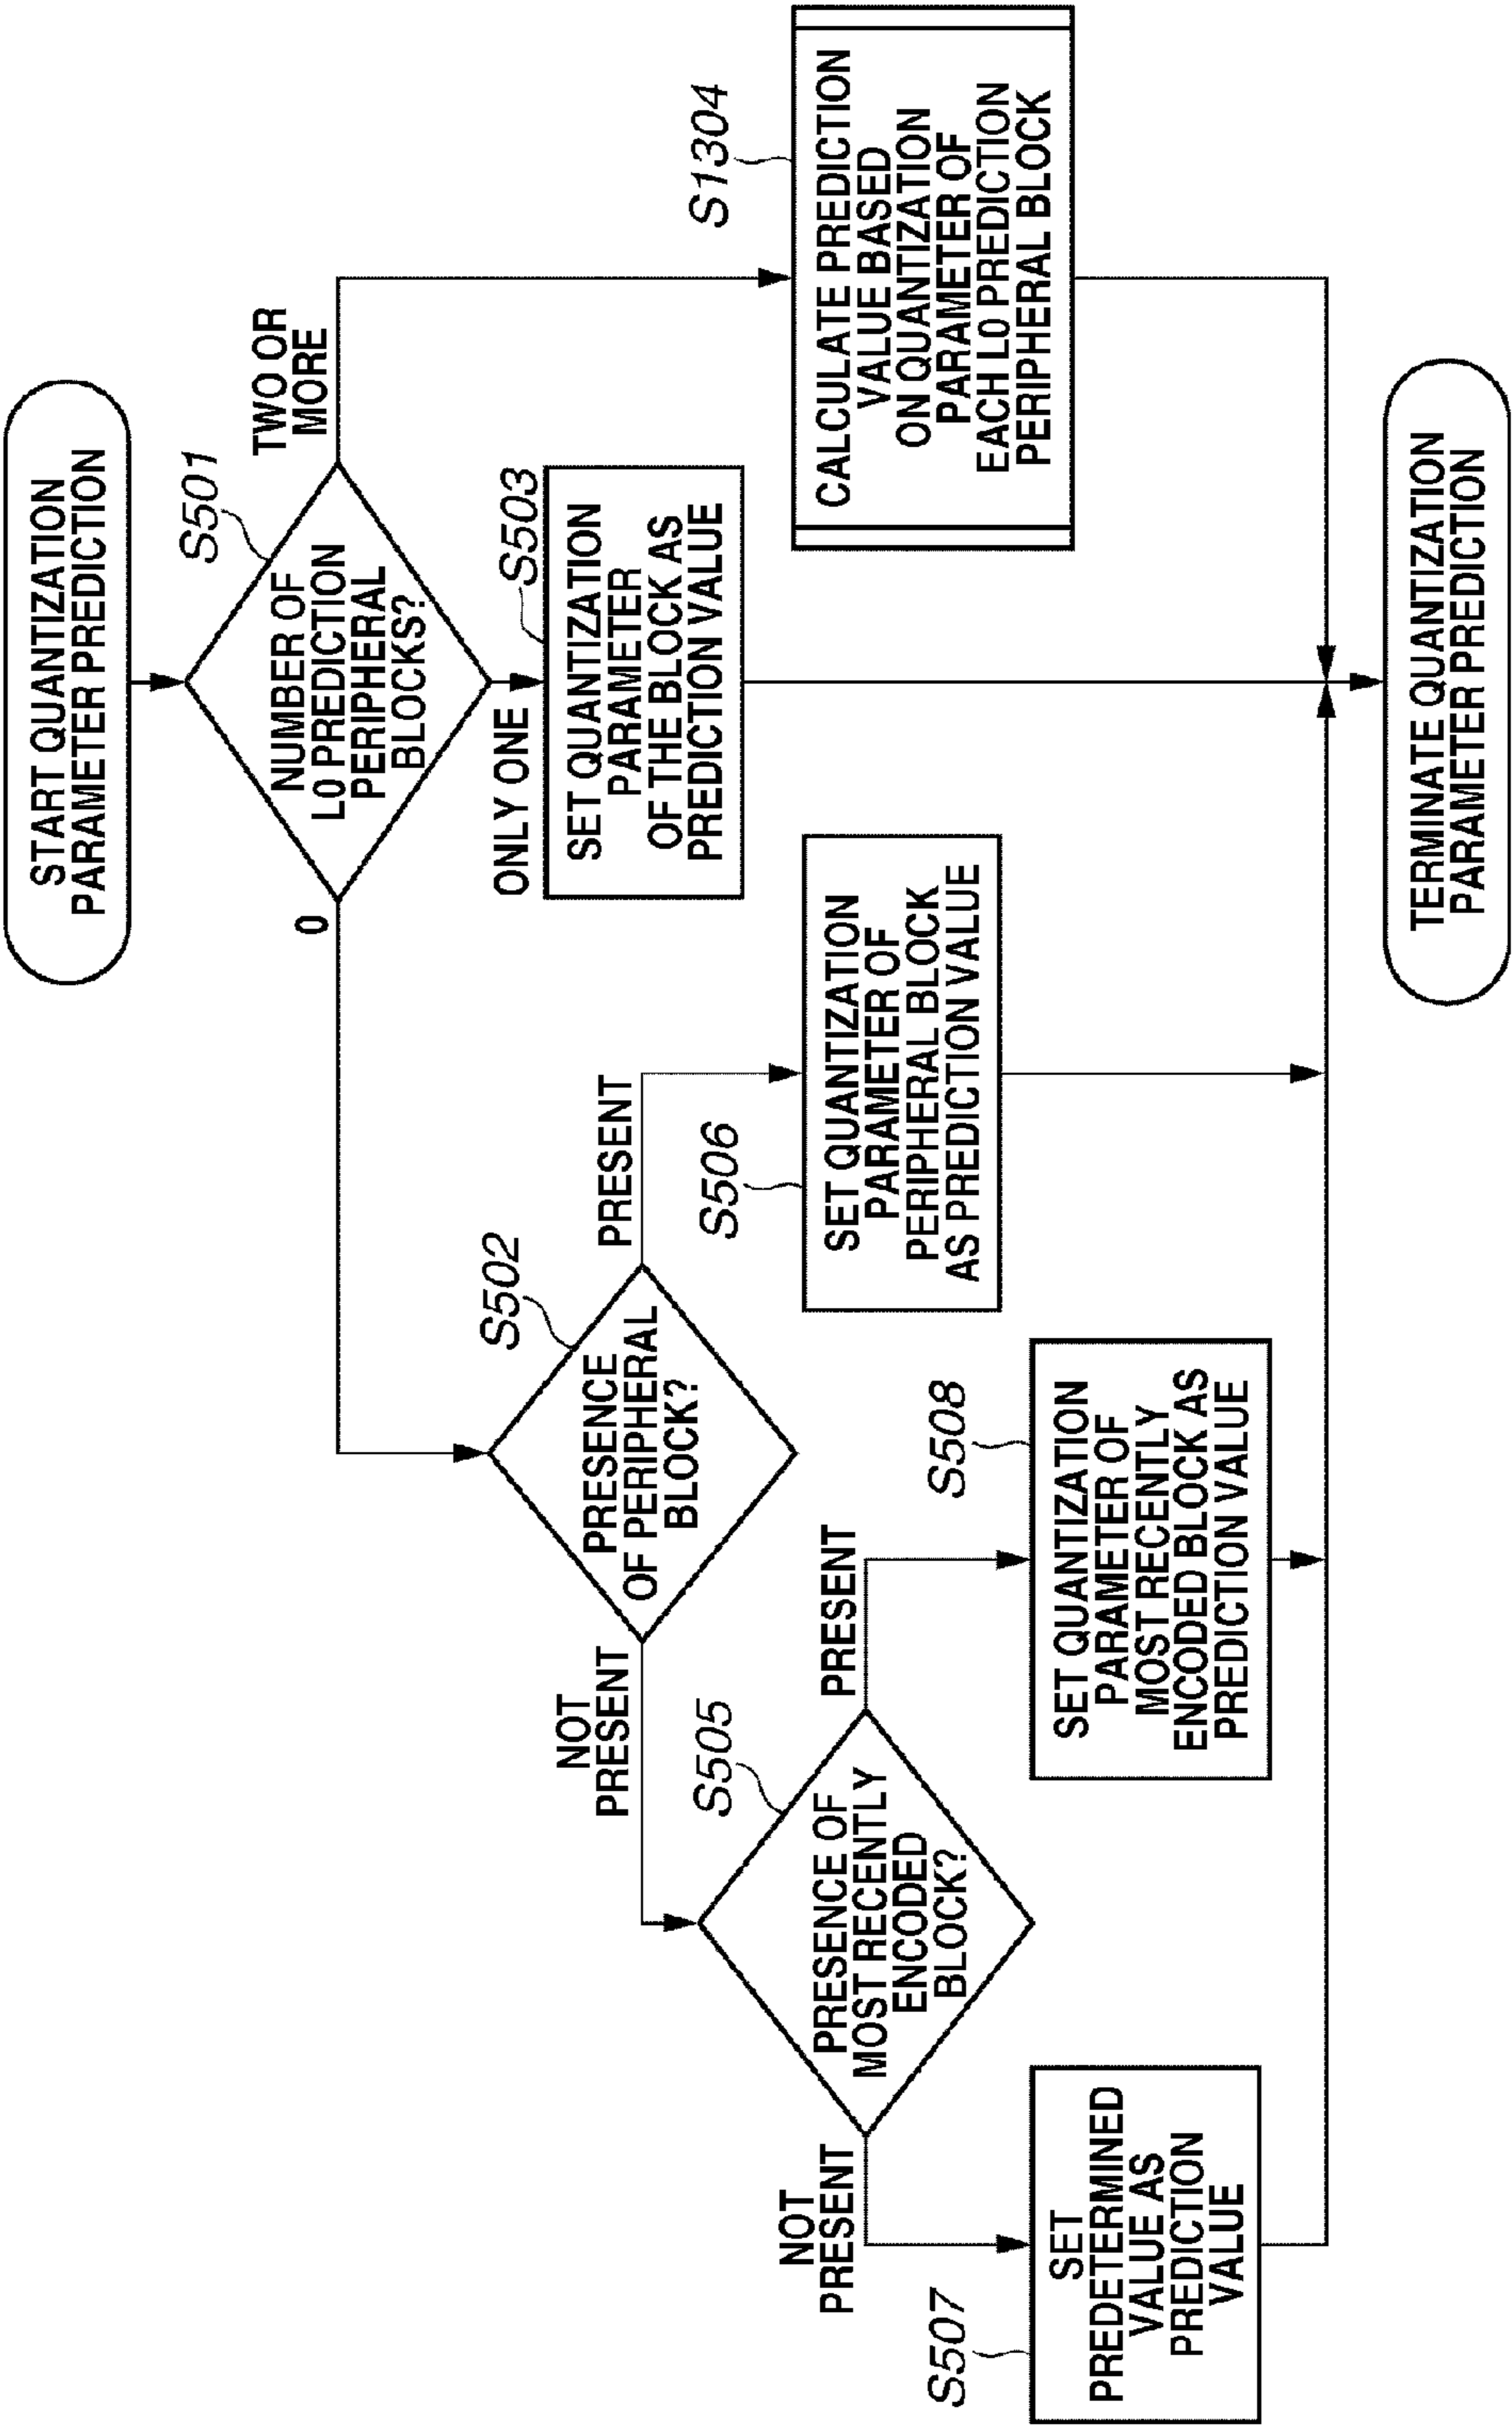 START QUANTIZATION
PARAMETER PREDICTION
S501
NUMBER OF
L0 PREDICTION
PERIPHERAL
BLOCKS?
0
ONLY ONE
TWO OR
MORE
S502
PRESENCE
OF PERIPHERAL
BLOCK?
NOT
PRESENT
PRESENT
S503
SET QUANTIZATION
PARAMETER
OF THE BLOCK AS
PREDICTION VALUE
S1304
CALCULATE PREDICTION
VALUE BASED
ON QUANTIZATION
PARAMETER OF
EACH L0 PREDICTION
PERIPHERAL BLOCK
S505
PRESENCE OF
MOST RECENTLY
ENCODED
BLOCK?
NOT
PRESENT
PRESENT
S506
SET QUANTIZATION
PARAMETER OF
PERIPHERAL BLOCK
AS PREDICTION VALUE
S507
SET
PREDETERMINED
VALUE AS
PREDICTION
VALUE
S508
SET QUANTIZATION
PARAMETER OF
MOST RECENTLY
ENCODED BLOCK AS
PREDICTION VALUE
TERMINATE QUANTIZATION
PARAMETER PREDICTION